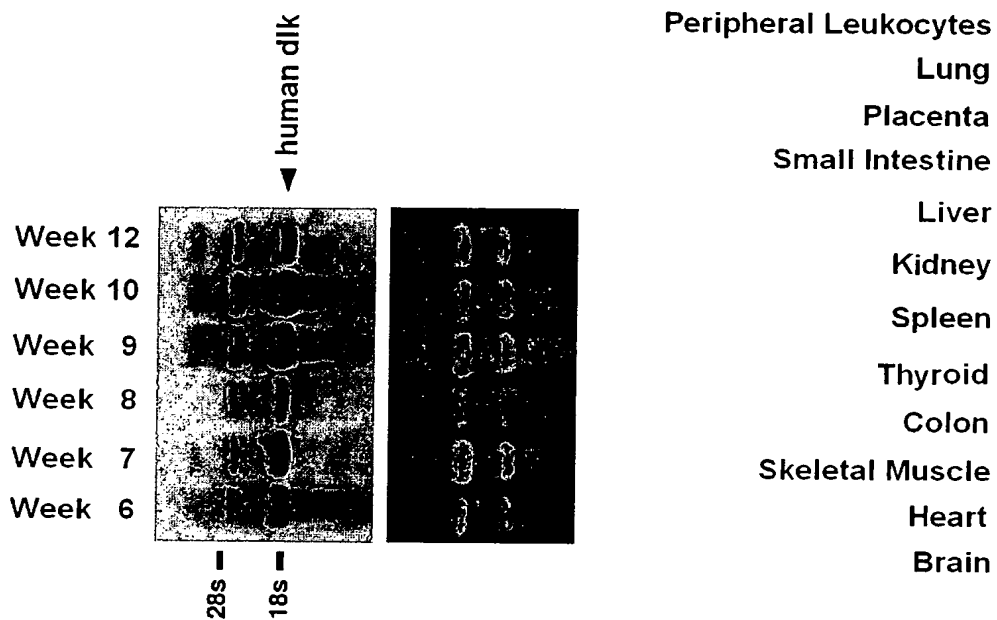 human dlk
Week 12
Week 10
Week 9
Week 8
Week 7
Week 6
28s
18s
Peripheral Leukocytes
Lung
Placenta
Small Intestine
Liver
Kidney
Spleen
Thyroid
Colon
Skeletal Muscle
Heart
Brain